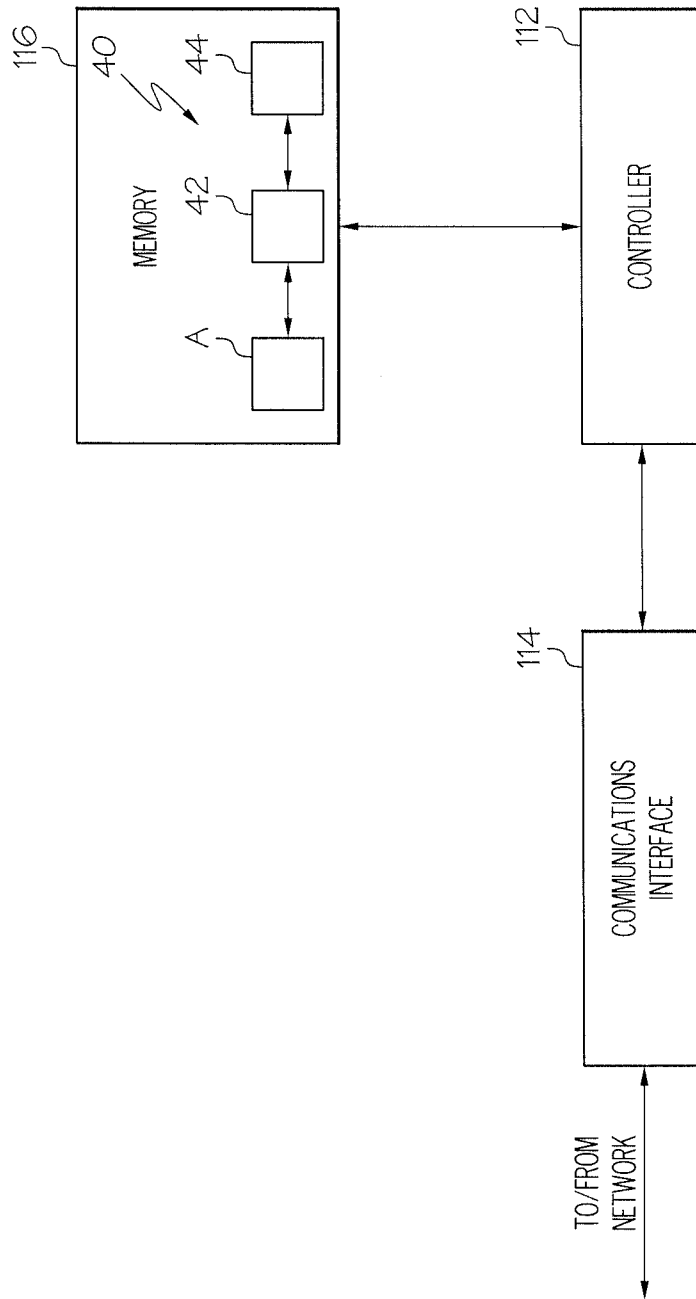 116
40
44
MEMORY
42
A
112
CONTROLLER
114
COMMUNICATIONS
INTERFACE
TO/FROM
NETWORK